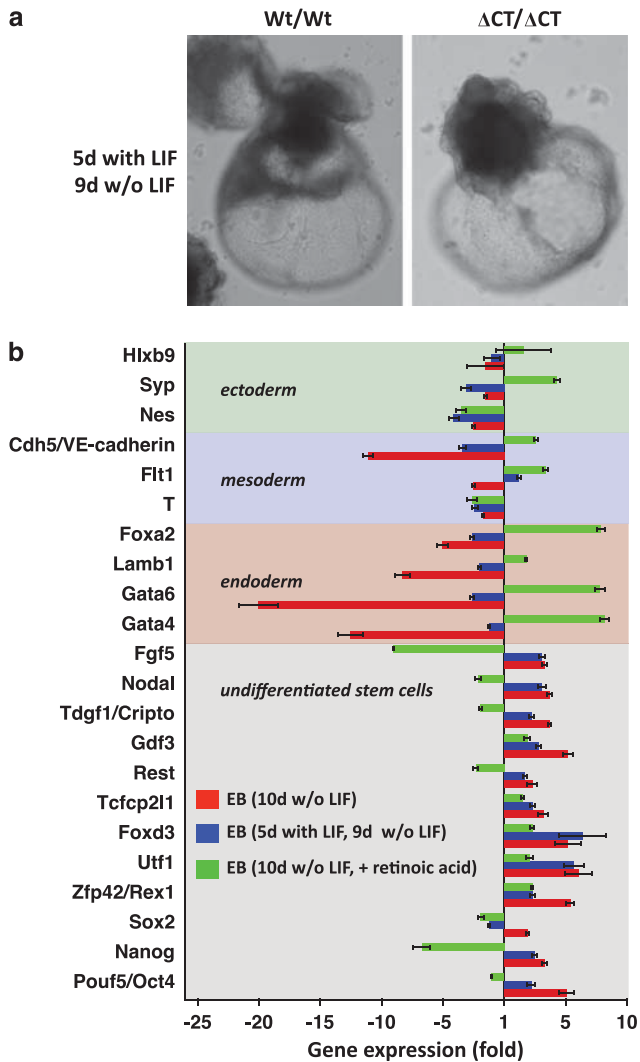 a
Wt/Wt
ΔCT/ΔCT
5d with LIF
9d w/o LIF
b
Hlxb9
Syp
Nes
ectoderm
Cdh5/VE-cadherin
Flt1
T
mesoderm
Foxa2
Lamb1
Gata6
Gata4
endoderm
Fgf5
Nodal
Tdgf1/Cripto
Gdf3
Rest
Tcfcp2l1
Foxd3
Utf1
Zfp42/Rex1
Sox2
Nanog
Pouf5/Oct4
undifferentiated stem cells
EB (10d w/o LIF)
EB (5d with LIF, 9d w/o LIF)
EB (10d w/o LIF, + retinoic acid)
-25 -20 -15 -10 -5 1 5 10
Gene expression (fold)